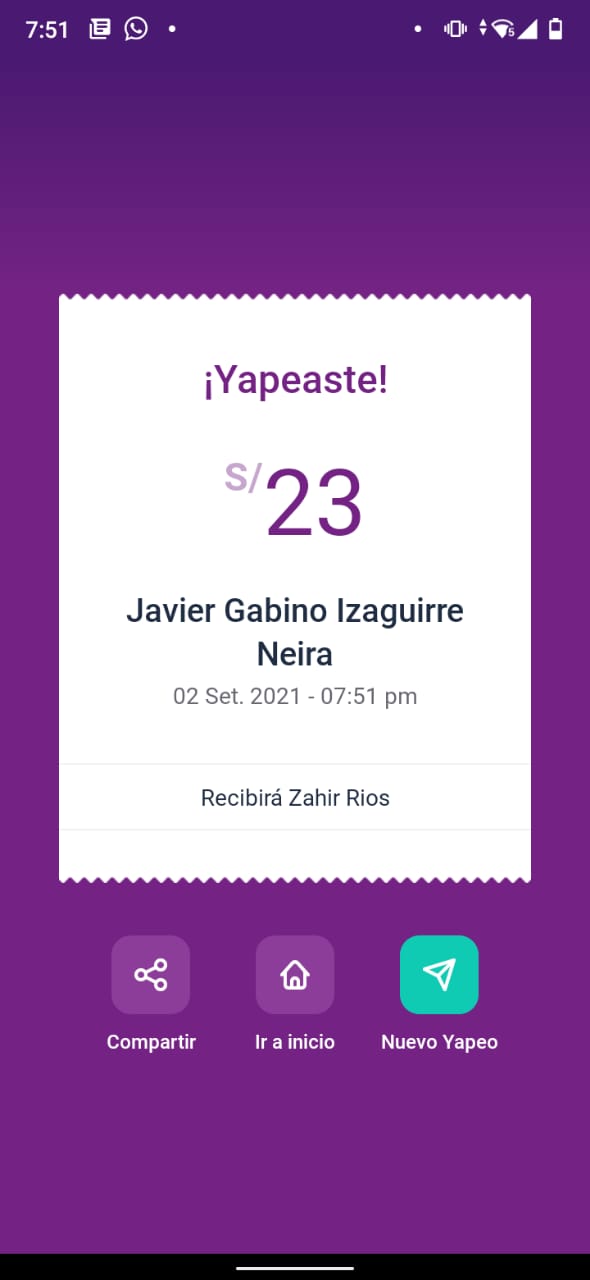 7:51
¡Yapeaste!
S/23
Javier Gabino Izaguirre
Neira
02 Set. 2021 - 07:51 pm
Recibirá Zahir Rios
Compartir
Ir a inicio
Nuevo Yapeo